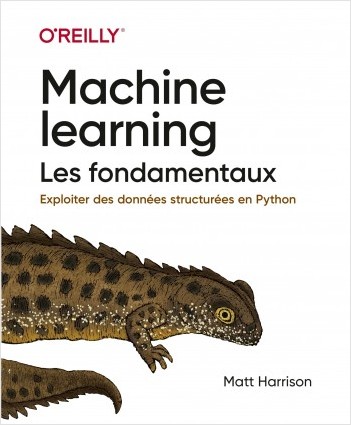 O'REILLY®
Machine
learning
Les fondamentaux
Exploiter des données structurées en Python
Matt Harrison